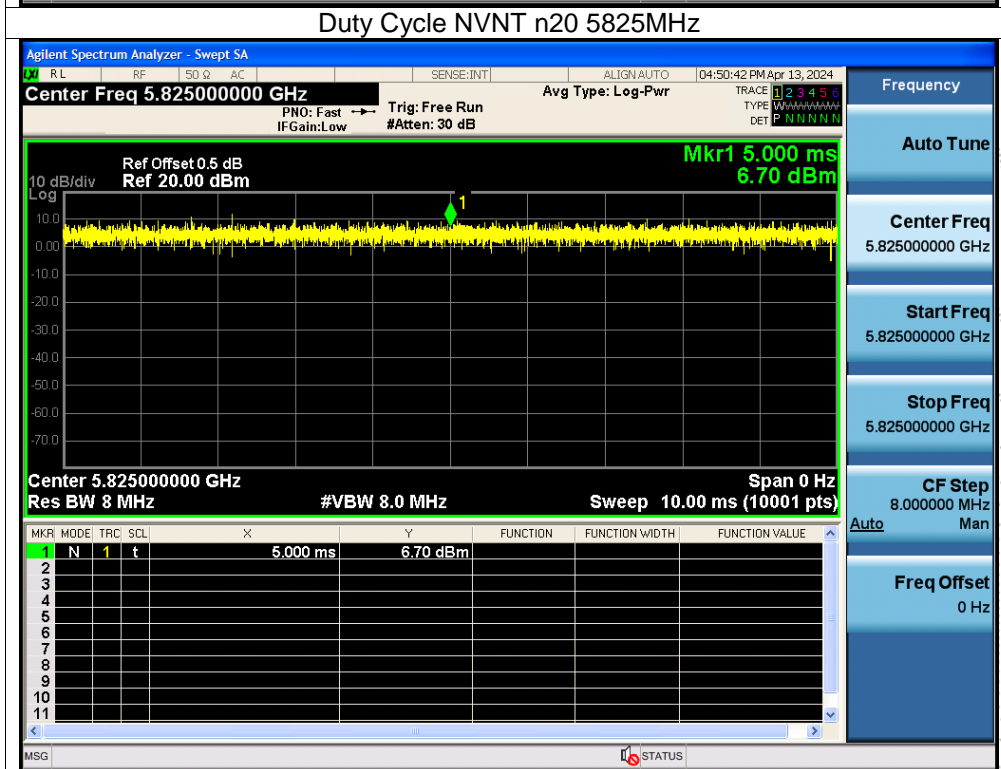 Duty Cycle NVNT n20 5825MHz
Agilent Spectrum Analyzer - Swept SA
LXI RL RF 50 Ω AC SENSE:INT ALIGN AUTO 04:50:42 PM Apr 13, 2024
Center Freq 5.825000000 GHz Avg Type: Log-Pwr TRACE 1 2 3 4 5 6
PNO: Fast Trig: Free Run TYPE WWWWWW
IFGain:Low #Atten: 30 dB DET P N N N N N
Frequency
Mkr1 5.000 ms
6.70 dBm
Ref Offset 0.5 dB
10 dB/div Ref 20.00 dBm
Log
1
10.0
0.00
-10.0
-20.0
-30.0
-40.0
-50.0
-60.0
-70.0
Center 5.825000000 GHz Span 0 Hz
Res BW 8 MHz #VBW 8.0 MHz Sweep 10.00 ms (10001 pts)
MKR MODE TRC SCL X Y FUNCTION FUNCTION WIDTH FUNCTION VALUE
1 N 1 t 5.000 ms 6.70 dBm
2
3
4
5
6
7
8
9
10
11
Auto Tune
Center Freq
5.825000000 GHz
Start Freq
5.825000000 GHz
Stop Freq
5.825000000 GHz
CF Step
8.000000 MHz
Auto Man
Freq Offset
0 Hz
MSG STATUS